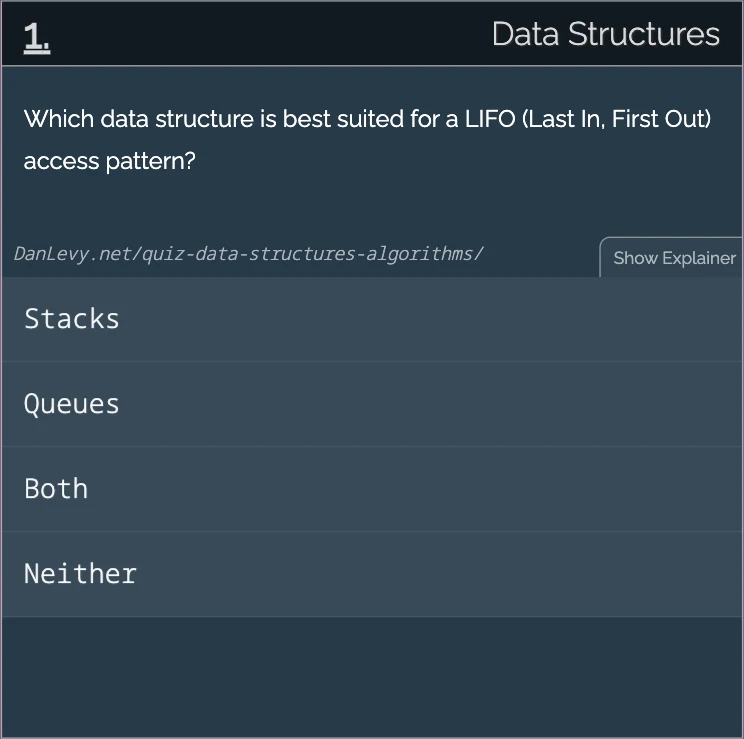 1.
Data Structures
Which data structure is best suited for a LIFO (Last In, First Out)
access pattern?
DanLevy.net/quiz-data-structures-algorithms/
Show Explainer
Stacks
Queues
Both
Neither